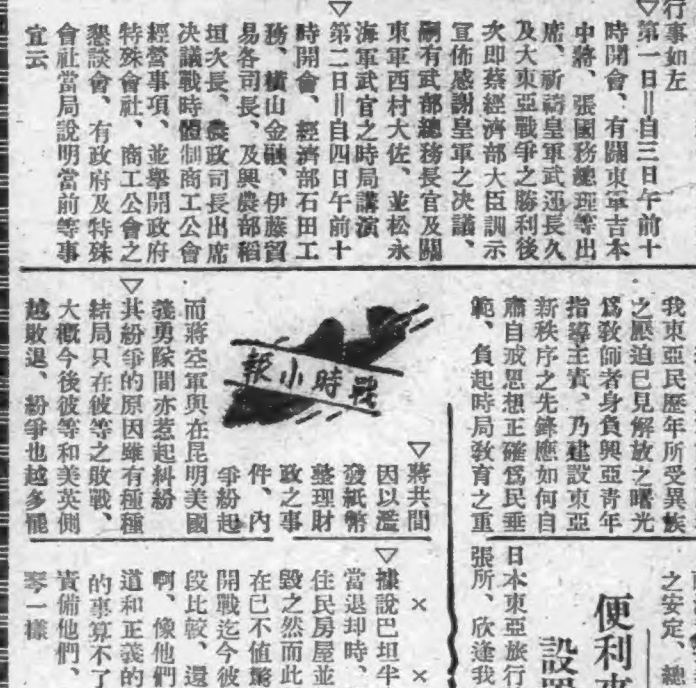 行事如左
▽第一日‖自三日午前十
時開會、有關東軍吉本
中將、張國務總理等出
席、祈禱皇軍武運長久
及大東亞戰爭之勝利後
次即蔡經濟部大臣訓示
宣佈感謝皇軍之决議、
嗣有武部總務長官及關
東軍西村大佐、並松永
海軍武官之時局講演
▽第二日‖自四日午前十
時開會、經濟部石田工
務、橫山金融、伊藤貿
易各司長、及興農部稻
垣次長、農政司長出席
决議戰時體制商工公會
經營事項、並舉開政府
特殊會社、商工公會之
懇談會、有政府及特殊
會社當局說明當前等事
宜云
我東亞民歷年所受異族
之壓迫已見解放之曙光
爲敎師者身負興亞青年
指導主責、乃建設東亞
新秩序之先鋒應如何自
肅自戒思想正確爲民垂
範、負起時局敎育之重
戰時小報
▽蔣共間
因以濫
發紙幣
整理財
政之事
件、內
爭紛起
而蔣空軍與在昆明美國
義勇隊間亦惹起糾紛
▽其紛爭的原因雖有種種
結局只在彼等之敗戰、
大概今後彼等和美英側
越敗退、紛爭也越多罷
之安定、總
便利
設置
日本東亞旅行
張所、欣逢我
× ×
▽據說巴坦半
當退却時、
住民房屋並
毀之然而此
在已不値驚
開戰迄今彼
段比較、還
啊、像他們
道和正義的
的事算不了
責備他們、
琴一樣